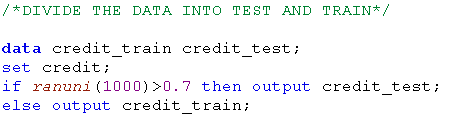 /*DIVIDE THE DATA INTO TEST AND TRAIN*/
data credit_train credit_test;
set credit;
if ranuni(1000)>0.7 then output credit_test;
else output credit_train;